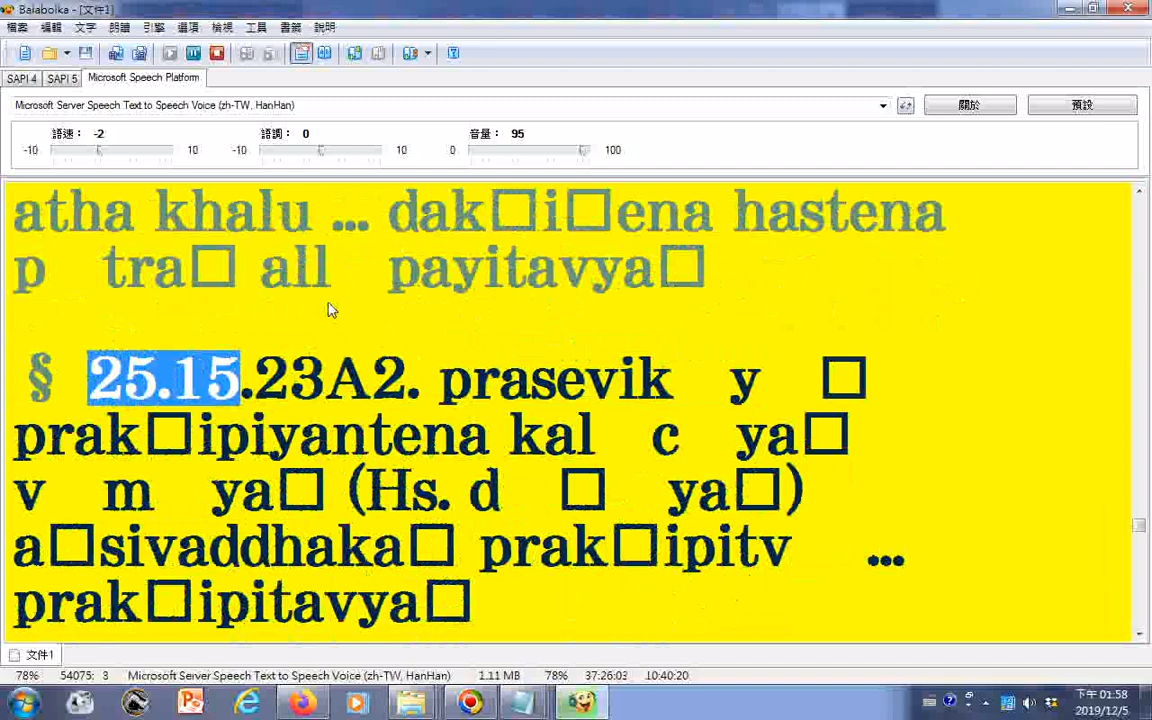 Balabolka - [文件1]
檔案 編輯 文字 朗讀 引擎 選項 檢視 工具 書籤 說明
SAPI 4 SAPI 5 Microsoft Speech Platform
Microsoft Server Speech Text to Speech Voice (zh-TW, HanHan) 關於 預設
語速： -2 語調： 0 音量： 95
-10 10 -10 10 0 100
atha khalu ... dak□i□ena hastena
p tra□ all payitavya□
§ 25.15.23A2. prasevik y □
prak□ipiyantena kal c ya□
v m ya□ (Hs. d □ ya□)
a□sivaddhaka□ prak□ipitv ...
prak□ipitavya□
文件1
78% 54075: 3 Microsoft Server Speech Text to Speech Voice (zh-TW, HanHan) 1.11 MB 78% 37:26:03 10:40:20
下午 01:58
2019/12/5